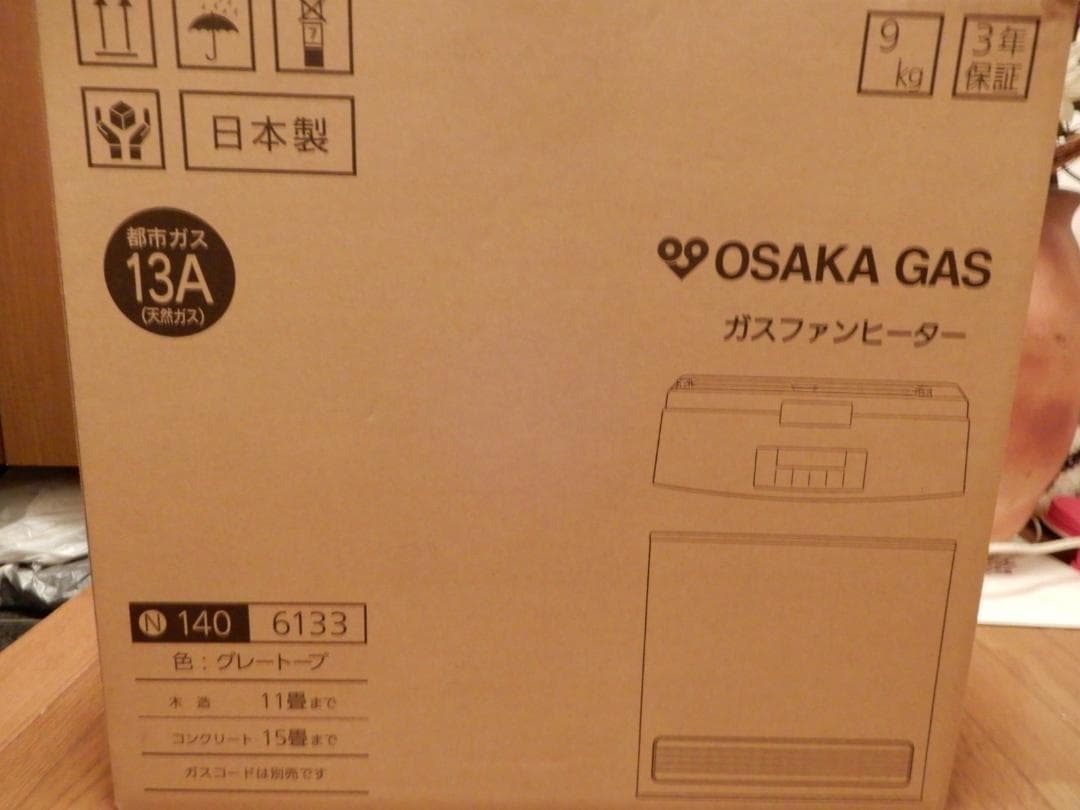 7
9
kg
3年
保証
日本製
都市ガス
13A
(天然ガス)
OSAKA GAS
ガスファンヒーター
N 140 6133
色：グレートープ
木造 11畳まで
コンクリート 15畳まで
ガスコードは別売です